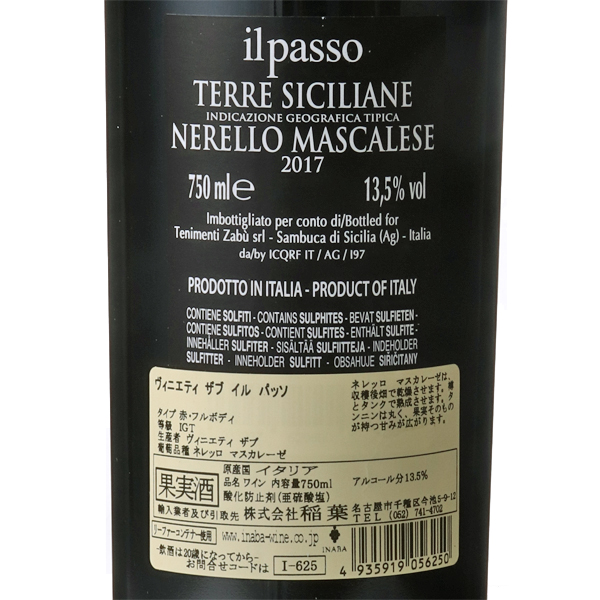 ilpasso
TERRE SICILIANE
INDICAZIONE GEOGRAFICA TIPICA
NERELLO MASCALESE
2017
750 ml e 13,5% vol
Imbottigliato per conto di/Bottled for
Tenimenti Zabù srl - Sambuca di Sicilia (Ag) - Italia
da/by ICQRF IT / AG / I97
PRODOTTO IN ITALIA - PRODUCT OF ITALY
CONTIENE SOLFITI - CONTAINS SULPHITES - BEVAT SULFIETEN -
CONTIENE SULFITOS - CONTIENT SULFITES - ENTHÄLT SULFITE -
INNEHÅLLER SULFITER - SISÄLTÄÄ SULFIITTEJA - INDEHOLDER
SULFITTER - INNEHOLDER SULFITT - OBSAHUJE SIŘIČITANY
ヴィニエティ ザブ イル パッソ
タイプ 赤・フルボディ
等級 IGT
生産者 ヴィニエティ ザブ
葡萄品種 ネレッロ マスカレーゼ
ネレッロ マスカレーゼは、
収穫後畑で乾燥させます。樽
とタンクで熟成させます。タ
ンニンは丸く、果実そのもの
が持つ甘みが広がります。
果実酒
原産国 イタリア
品名 ワイン 内容量750ml
酸化防止剤(亜硫酸塩)
アルコール分13.5%
輸入業者及び引取先 株式会社 稲葉 名古屋市千種区今池5-9-12
TEL (052) 741-4702
リーファーコンテナー使用 www.inaba-wine.co.jp INABA
-飲酒は20歳になってから-
お問合せコードは I-625
4 935919 056250